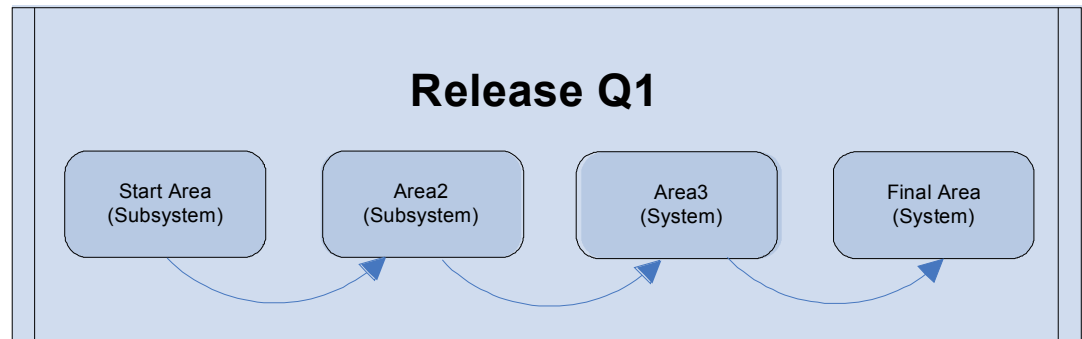 Release Q1
Start Area
(Subsystem)
Area2
(Subsystem)
Area3
(System)
Final Area
(System)